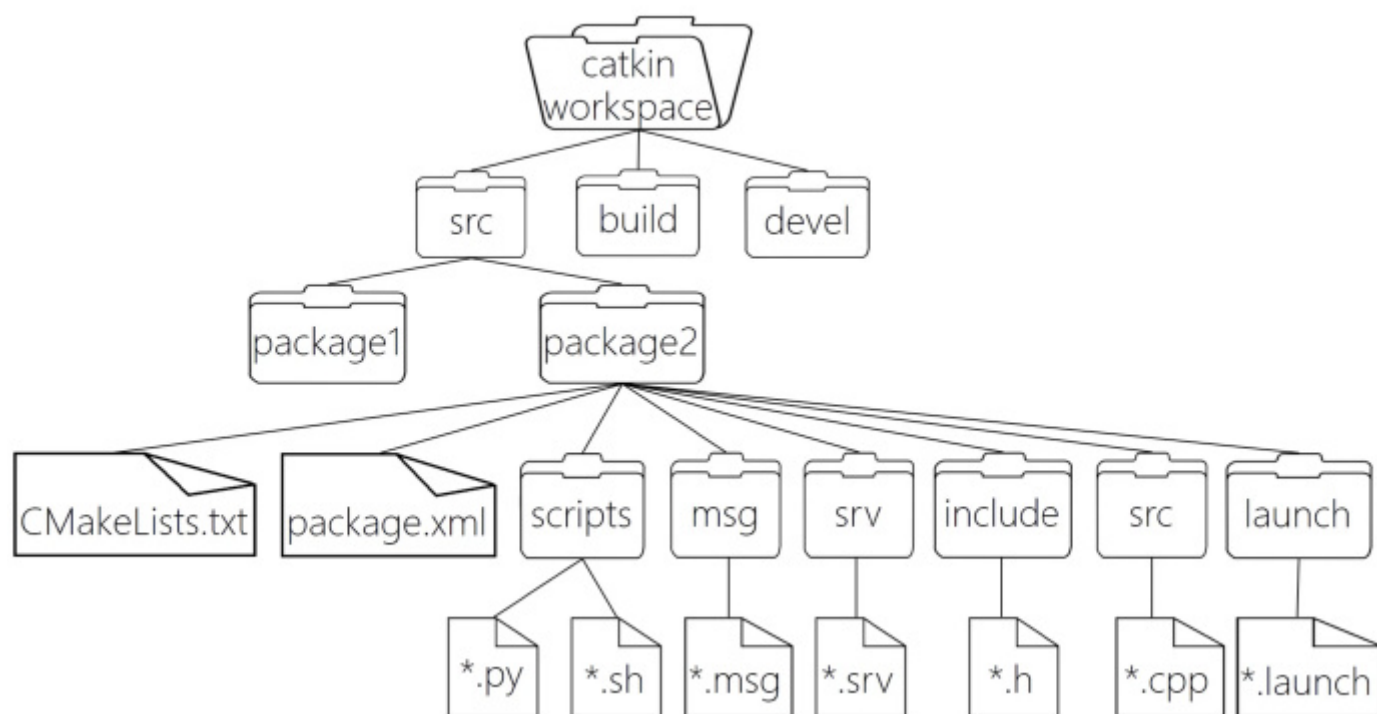 catkin
workspace
src
build
devel
package1
package2
CMakeLists.txt
package.xml
scripts
msg
srv
include
src
launch
*.py
*.sh
*.msg
*.srv
*.h
*.cpp
*.launch